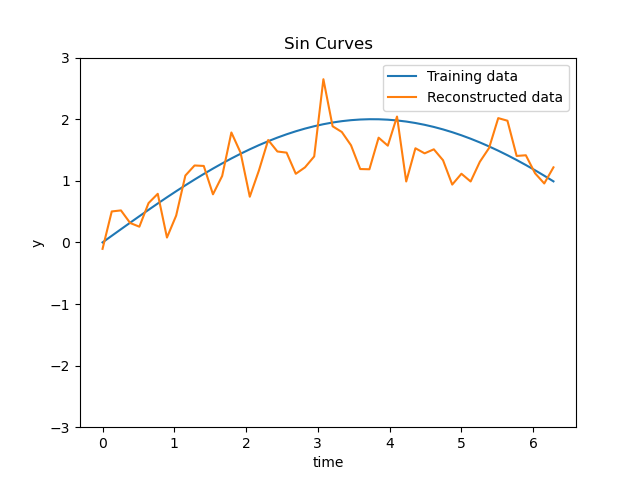 Sin Curves
Training data
Reconstructed data
3
2
1
0
−1
−2
−3
y
0 1 2 3 4 5 6
time